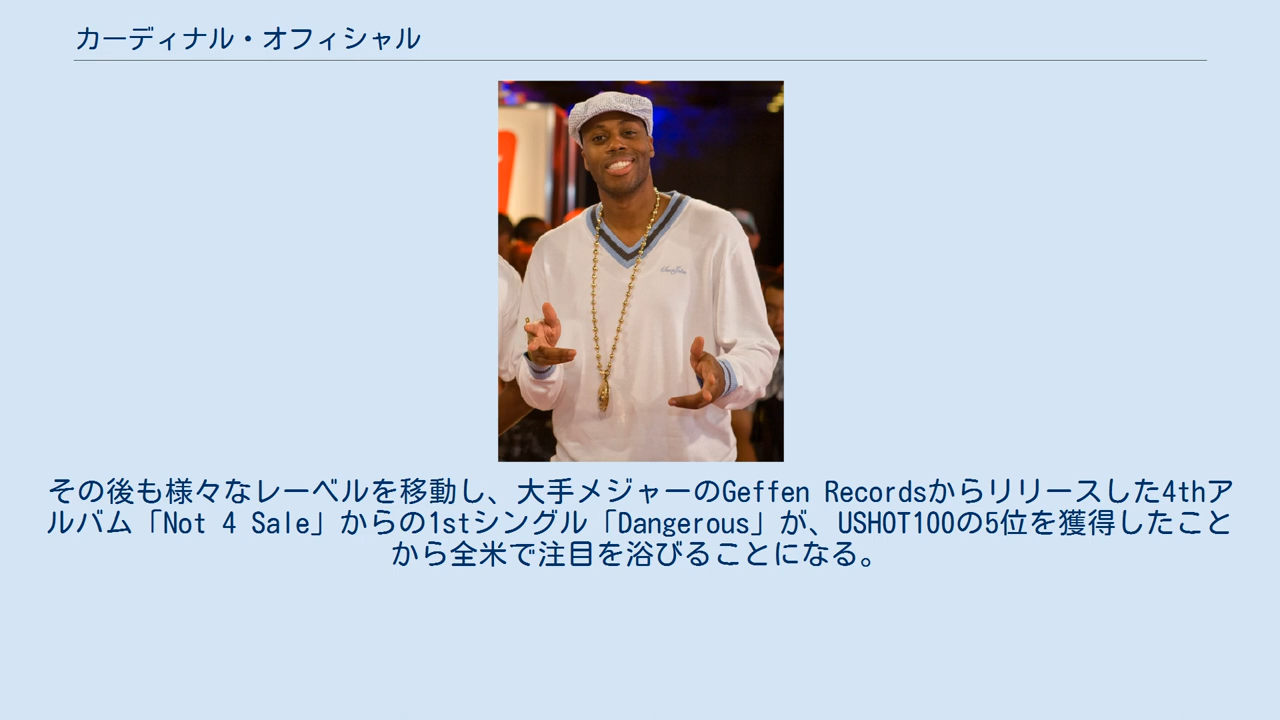 カーディナル・オフィシャル
その後も様々なレーベルを移動し、大手メジャーのGeffen Recordsからリリースした4thア
ルバム「Not 4 Sale」からの1stシングル「Dangerous」が、USHOT100の5位を獲得したこと
から全米で注目を浴びることになる。